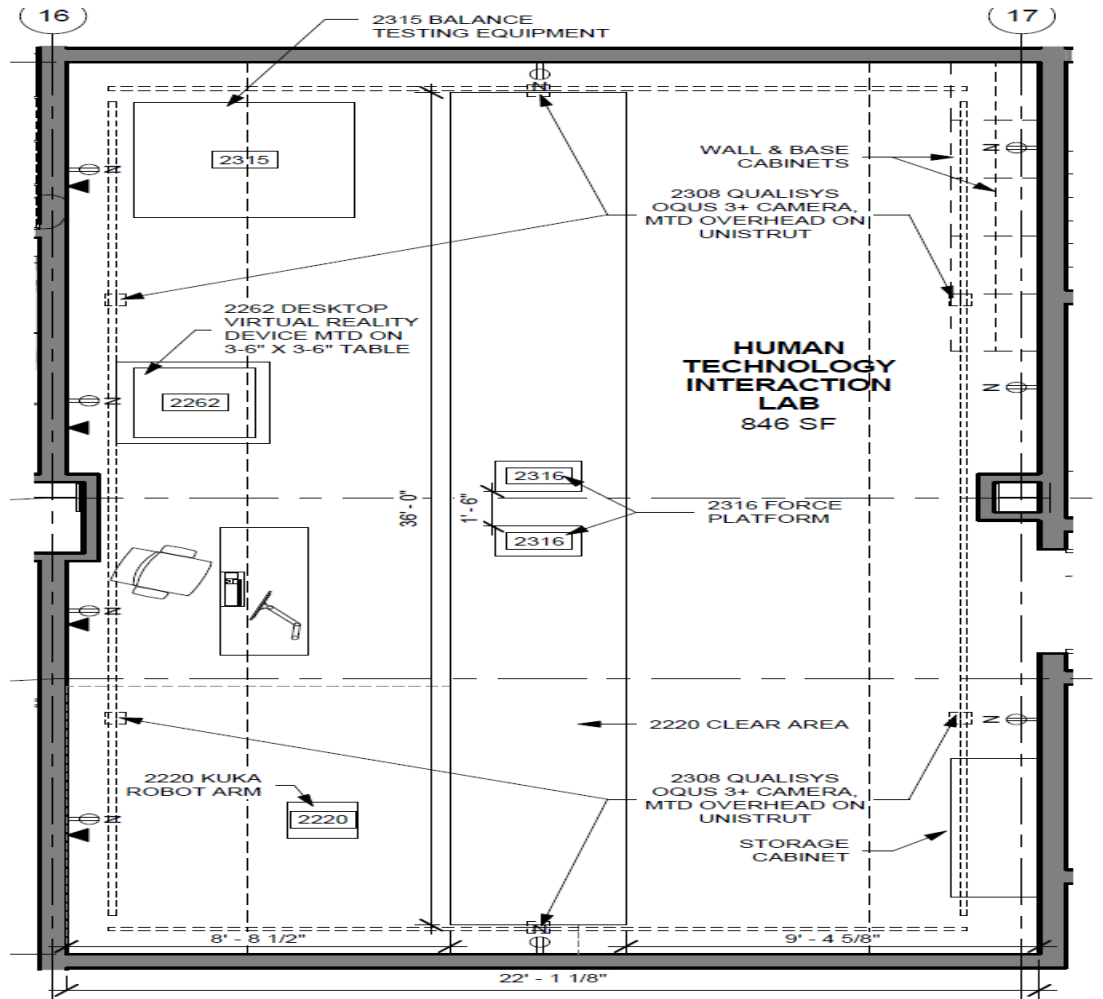 16
17
2315 BALANCE
TESTING EQUIPMENT
2315
WALL & BASE
CABINETS
2308 QUALISYS
OQUS 3+ CAMERA,
MTD OVERHEAD ON
UNISTRUT
2262 DESKTOP
VIRTUAL REALITY
DEVICE MTD ON
3-6" X 3-6" TABLE
2262
HUMAN
TECHNOLOGY
INTERACTION
LAB
846 SF
36' - 0"
1' - 6"
2316
2316
2316 FORCE
PLATFORM
2220 CLEAR AREA
2220 KUKA
ROBOT ARM
2220
2308 QUALISYS
OQUS 3+ CAMERA,
MTD OVERHEAD ON
UNISTRUT
STORAGE
CABINET
8' - 8 1/2"
9' - 4 5/8"
22' - 1 1/8"